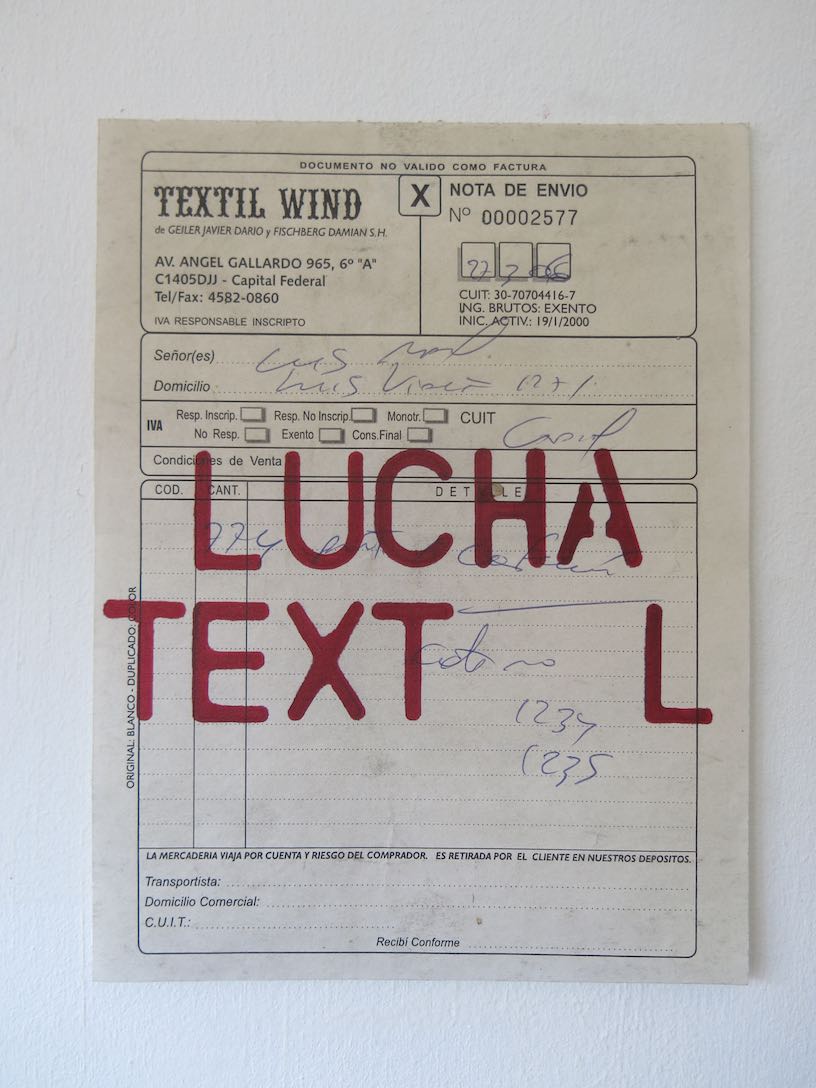 DOCUMENTO NO VALIDO COMO FACTURA
TEXTIL WIND
de GEILER JAVIER DARIO y FISCHBERG DAMIAN S.H.
AV. ANGEL GALLARDO 965, 6º "A"
C1405DJJ - Capital Federal
Tel/Fax: 4582-0860
IVA RESPONSABLE INSCRIPTO
X
NOTA DE ENVIO
Nº 00002577
CUIT: 30-70704416-7
ING. BRUTOS: EXENTO
INIC. ACTIV.: 19/1/2000
Señor(es) Luis
Domicilio Luis
IVA Resp. Inscrip. Resp. No Inscrip. Monotr. CUIT
No Resp. Exento Cons.Final
Condiciones de Venta
COD. CANT. DETALLE
LUCHA
774
TEXT L
1234
1235
ORIGINAL: BLANCO - DUPLICADO: COLOR
LA MERCADERIA VIAJA POR CUENTA Y RIESGO DEL COMPRADOR. ES RETIRADA POR EL CLIENTE EN NUESTROS DEPOSITOS.
Transportista:
Domicilio Comercial:
C.U.I.T.:
Recibí Conforme